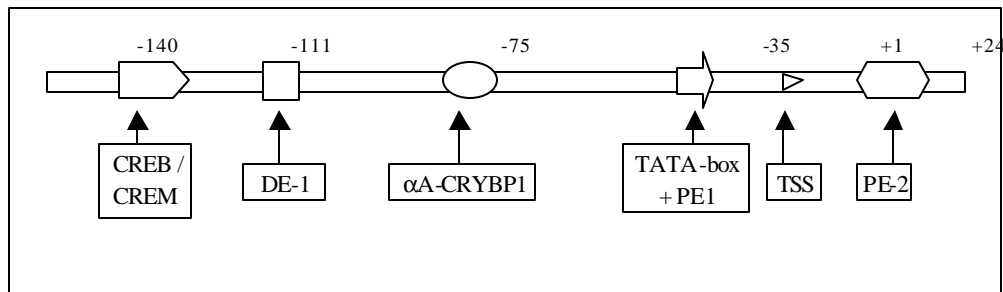 -140 -111 -75 -35 +1 +24
CREB /
CREM
DE-1
αA-CRYBP1
TATA-box
+ PE1
TSS
PE-2